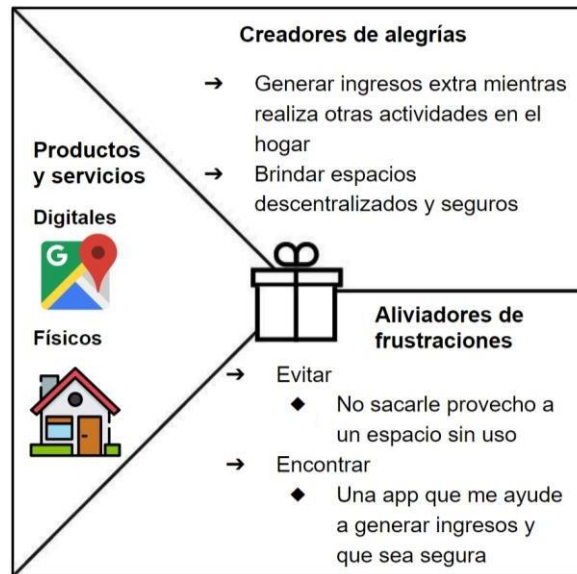 Creadores de alegrías
➔ Generar ingresos extra mientras
realiza otras actividades en el
hogar
➔ Brindar espacios
descentralizados y seguros
Productos
y servicios
Digitales
G
Físicos
Aliviadores de
frustraciones
➔ Evitar
◆ No sacarle provecho a
un espacio sin uso
➔ Encontrar
◆ Una app que me ayude
a generar ingresos y
que sea segura